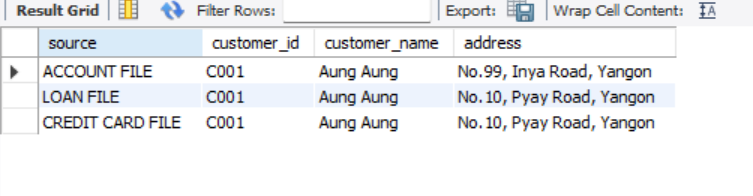 Result Grid Filter Rows: Export: Wrap Cell Content: IA
source customer_id customer_name address
ACCOUNT FILE C001 Aung Aung No.99, Inya Road, Yangon
LOAN FILE C001 Aung Aung No.10, Pyay Road, Yangon
CREDIT CARD FILE C001 Aung Aung No.10, Pyay Road, Yangon